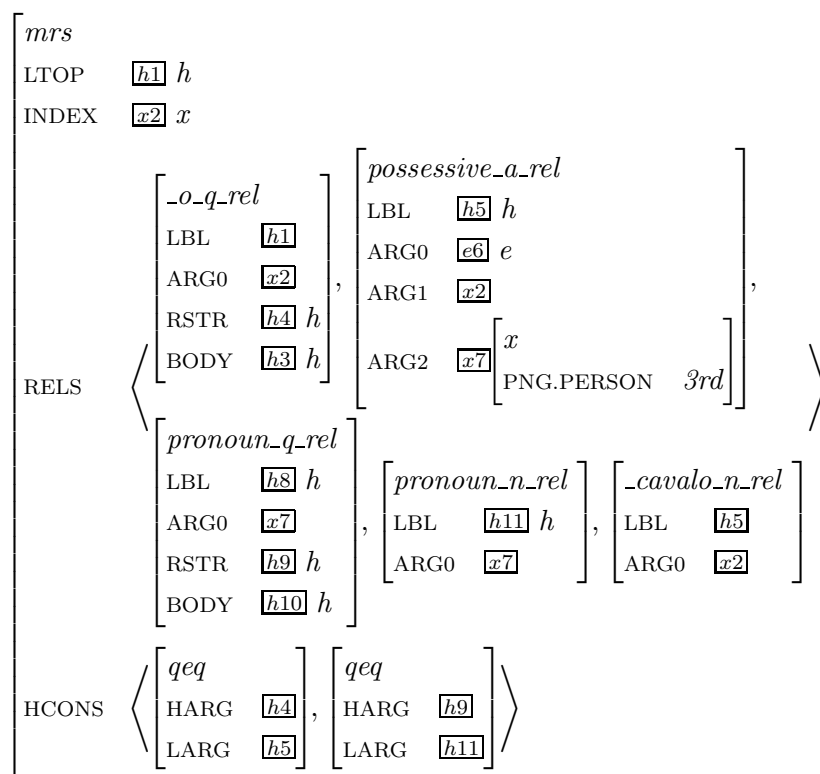 mrs
LTOP h1 h
INDEX x2 x
RELS
_o_q_rel
LBL h1
ARG0 x2
RSTR h4 h
BODY h3 h
,
possessive_a_rel
LBL h5 h
ARG0 e6 e
ARG1 x2
ARG2 x7 x
PNG.PERSON 3rd
,
pronoun_q_rel
LBL h8 h
ARG0 x7
RSTR h9 h
BODY h10 h
,
pronoun_n_rel
LBL h11 h
ARG0 x7
,
_cavalo_n_rel
LBL h5
ARG0 x2
HCONS
qeq
HARG h4
LARG h5
,
qeq
HARG h9
LARG h11